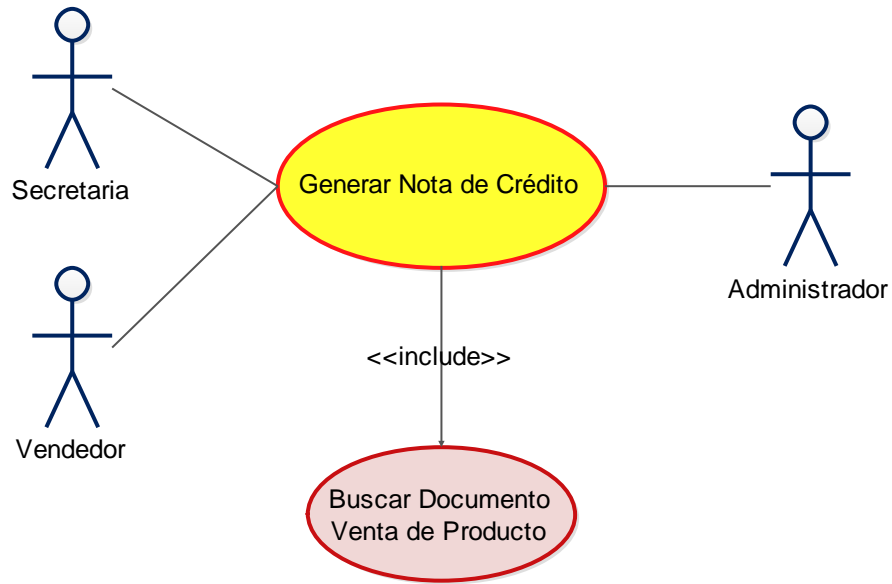 Secretaria
Generar Nota de Crédito
Administrador
<<include>>
Vendedor
Buscar Documento
Venta de Producto